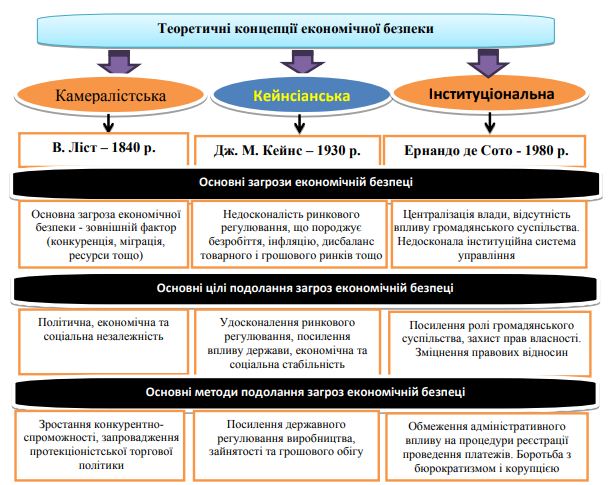 Теоретичні концепції економічної безпеки
Камералістська
Кейнсіанська
Інституціональна
В. Ліст – 1840 р.
Дж. М. Кейнс – 1930 р.
Ернандо де Сото - 1980 р.
Основні загрози економічній безпеці
Основна загроза економічної
безпеки - зовнішній фактор
(конкуренція, міграція,
ресурси тощо)
Недосконалість ринкового
регулювання, що породжує
безробіття, інфляцію, дисбаланс
товарного і грошового ринків тощо
Централізація влади, відсутність
впливу громадянського суспільства.
Недосконала інституційна система
управління
Основні цілі подолання загроз економічній безпеці
Політична, економічна та
соціальна незалежність
Удосконалення ринкового
регулювання, посилення
впливу держави, економічна та
соціальна стабільність
Посилення ролі громадянського
суспільства, захист прав власності.
Зміцнення правових відносин
Основні методи подолання загроз економічній безпеці
Зростання конкурентно-
спроможності, запровадження
протекціоністської торгової
політики
Посилення державного
регулювання виробництва,
зайнятості та грошового обігу
Обмеження адміністративного
впливу на процедури реєстрації
проведення платежів. Боротьба з
бюрократизмом і корупцією